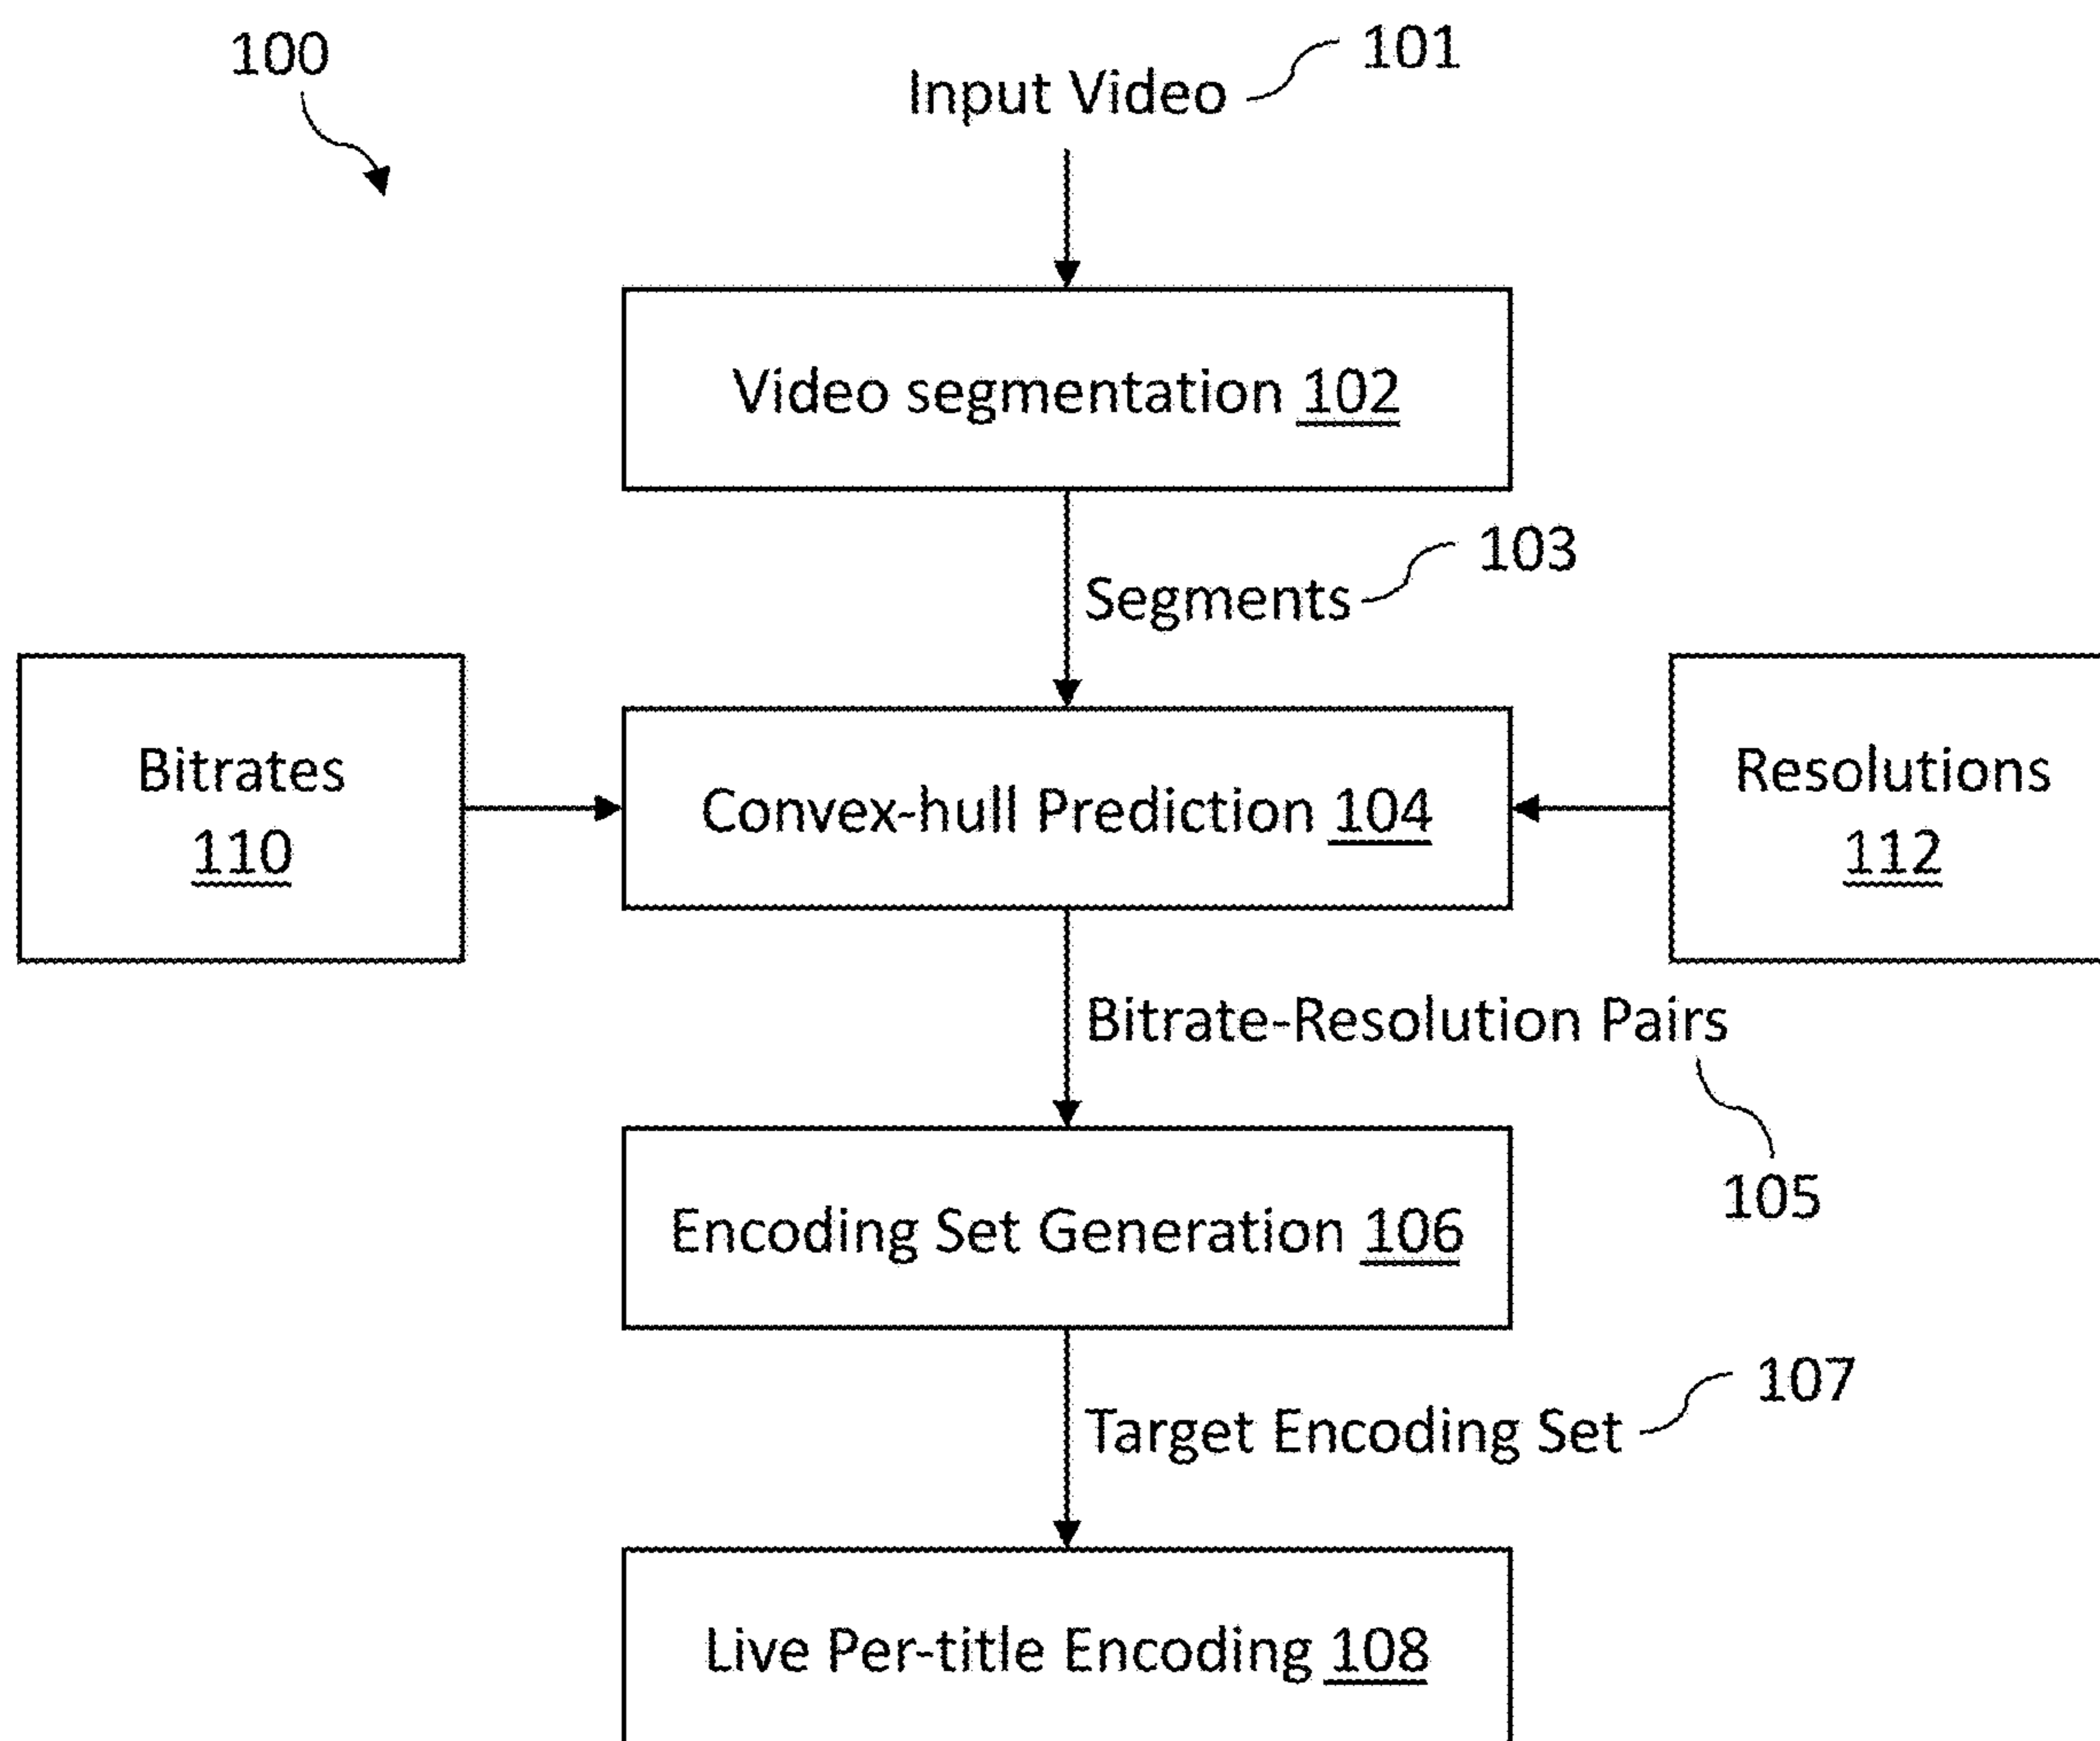 100
Input Video 101
Video segmentation 102
Segments 103
Bitrates
110
Convex-hull Prediction 104
Resolutions
112
Bitrate-Resolution Pairs
105
Encoding Set Generation 106
Target Encoding Set 107
Live Per-title Encoding 108